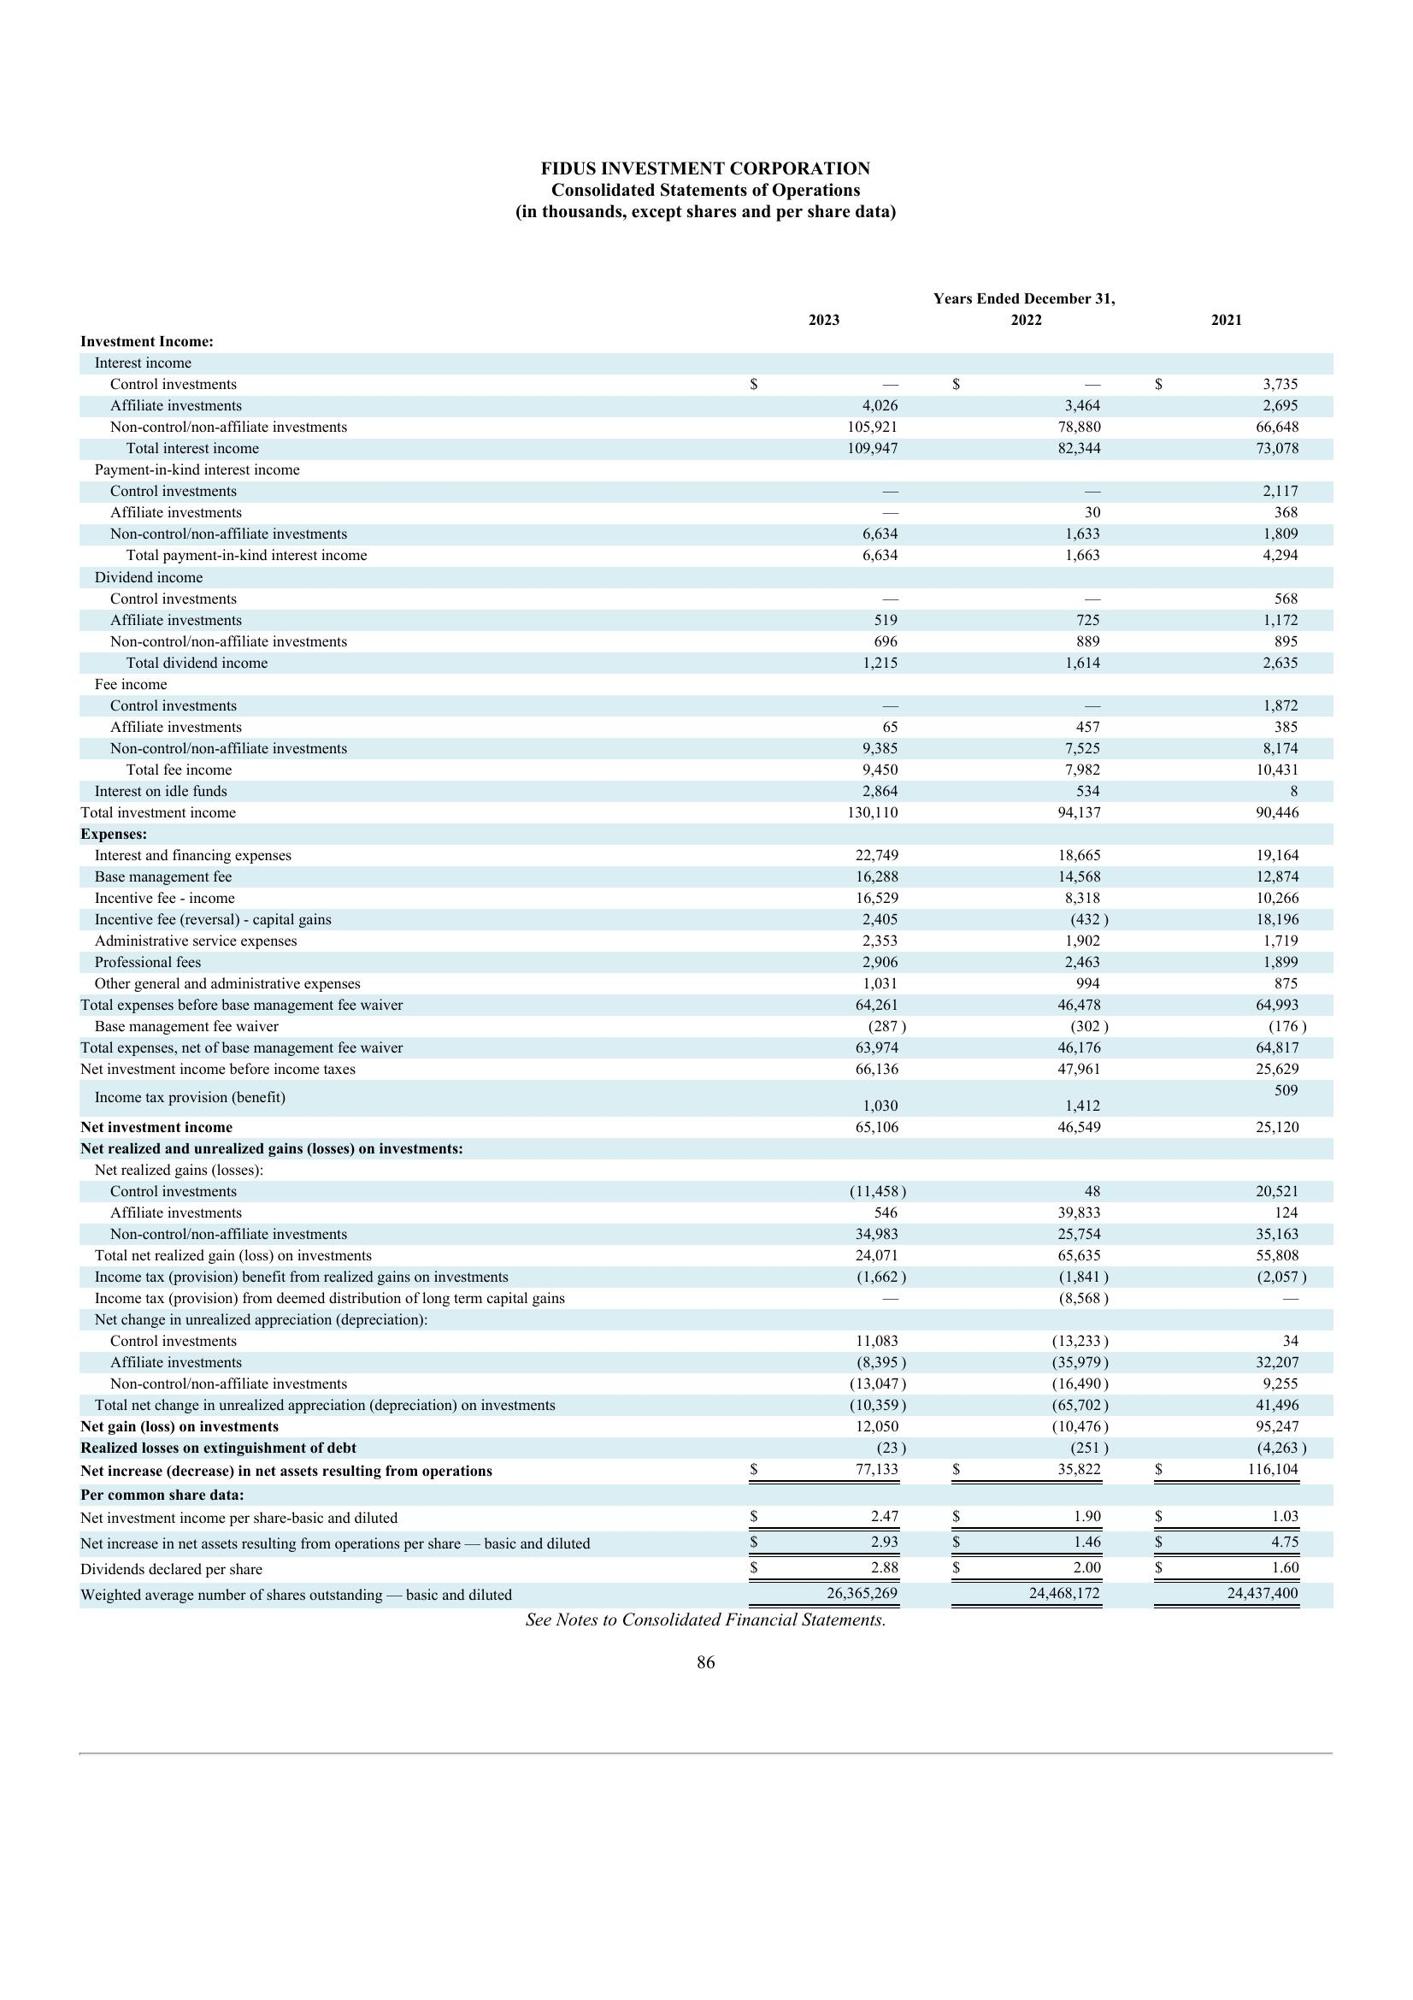 FIDUS INVESTMENT CORPORATION
Consolidated Statements of Operations
(in thousands, except shares and per share data)
Years Ended December 31,
2023 2022 2021
Investment Income:
Interest income
Control investments $ — $ — $ 3,735
Affiliate investments 4,026 3,464 2,695
Non-control/non-affiliate investments 105,921 78,880 66,648
Total interest income 109,947 82,344 73,078
Payment-in-kind interest income
Control investments — — 2,117
Affiliate investments — 30 368
Non-control/non-affiliate investments 6,634 1,633 1,809
Total payment-in-kind interest income 6,634 1,663 4,294
Dividend income
Control investments — — 568
Affiliate investments 519 725 1,172
Non-control/non-affiliate investments 696 889 895
Total dividend income 1,215 1,614 2,635
Fee income
Control investments — — 1,872
Affiliate investments 65 457 385
Non-control/non-affiliate investments 9,385 7,525 8,174
Total fee income 9,450 7,982 10,431
Interest on idle funds 2,864 534 8
Total investment income 130,110 94,137 90,446
Expenses:
Interest and financing expenses 22,749 18,665 19,164
Base management fee 16,288 14,568 12,874
Incentive fee - income 16,529 8,318 10,266
Incentive fee (reversal) - capital gains 2,405 (432 ) 18,196
Administrative service expenses 2,353 1,902 1,719
Professional fees 2,906 2,463 1,899
Other general and administrative expenses 1,031 994 875
Total expenses before base management fee waiver 64,261 46,478 64,993
Base management fee waiver (287 ) (302 ) (176 )
Total expenses, net of base management fee waiver 63,974 46,176 64,817
Net investment income before income taxes 66,136 47,961 25,629
Income tax provision (benefit) 1,030 1,412 509
Net investment income 65,106 46,549 25,120
Net realized and unrealized gains (losses) on investments:
Net realized gains (losses):
Control investments (11,458 ) 48 20,521
Affiliate investments 546 39,833 124
Non-control/non-affiliate investments 34,983 25,754 35,163
Total net realized gain (loss) on investments 24,071 65,635 55,808
Income tax (provision) benefit from realized gains on investments (1,662 ) (1,841 ) (2,057 )
Income tax (provision) from deemed distribution of long term capital gains — (8,568 ) —
Net change in unrealized appreciation (depreciation):
Control investments 11,083 (13,233 ) 34
Affiliate investments (8,395 ) (35,979 ) 32,207
Non-control/non-affiliate investments (13,047 ) (16,490 ) 9,255
Total net change in unrealized appreciation (depreciation) on investments (10,359 ) (65,702 ) 41,496
Net gain (loss) on investments 12,050 (10,476 ) 95,247
Realized losses on extinguishment of debt (23 ) (251 ) (4,263 )
Net increase (decrease) in net assets resulting from operations $ 77,133 $ 35,822 $ 116,104
Per common share data:
Net investment income per share-basic and diluted $ 2.47 $ 1.90 $ 1.03
Net increase in net assets resulting from operations per share — basic and diluted $ 2.93 $ 1.46 $ 4.75
Dividends declared per share $ 2.88 $ 2.00 $ 1.60
Weighted average number of shares outstanding — basic and diluted 26,365,269 24,468,172 24,437,400
See Notes to Consolidated Financial Statements.
86